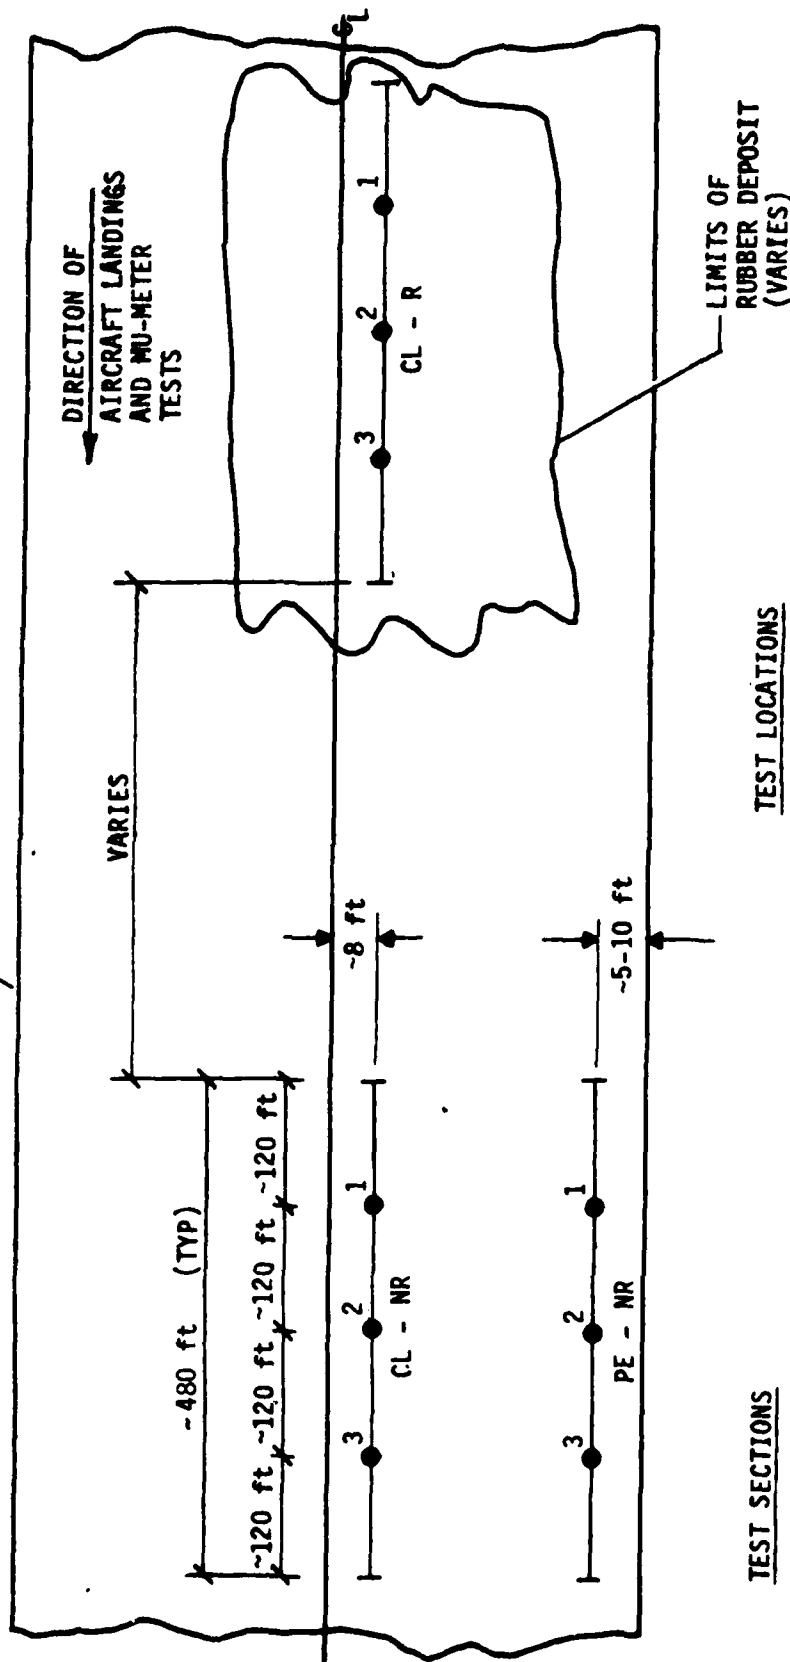 ℄
DIRECTION OF
AIRCRAFT LANDINGS
AND MU-METER
TESTS
1
2
3
CL - R
LIMITS OF
RUBBER DEPOSIT
(VARIES)
VARIES
~8 ft
~5-10 ft
~480 ft (TYP)
~120 ft ~120 ft ~120 ft ~120 ft
3
2
1
CL - NR
3
2
1
PE - NR
TEST SECTIONS
TEST LOCATIONS